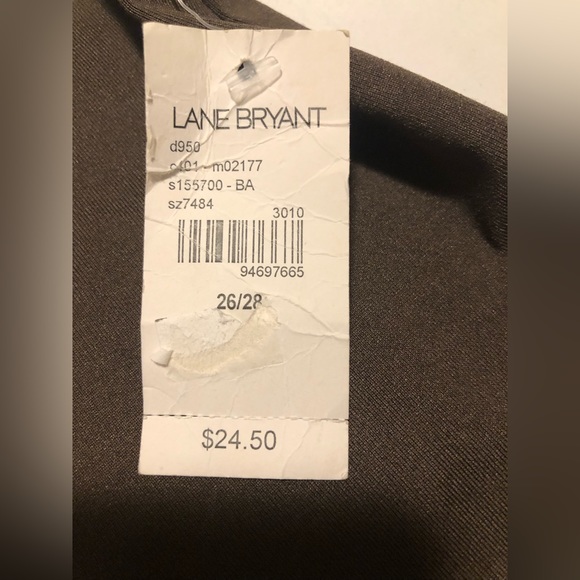 LANE BRYANT
d950
m02177
s155700 - BA
sz7484
3010
94697665
26/28
$24.50